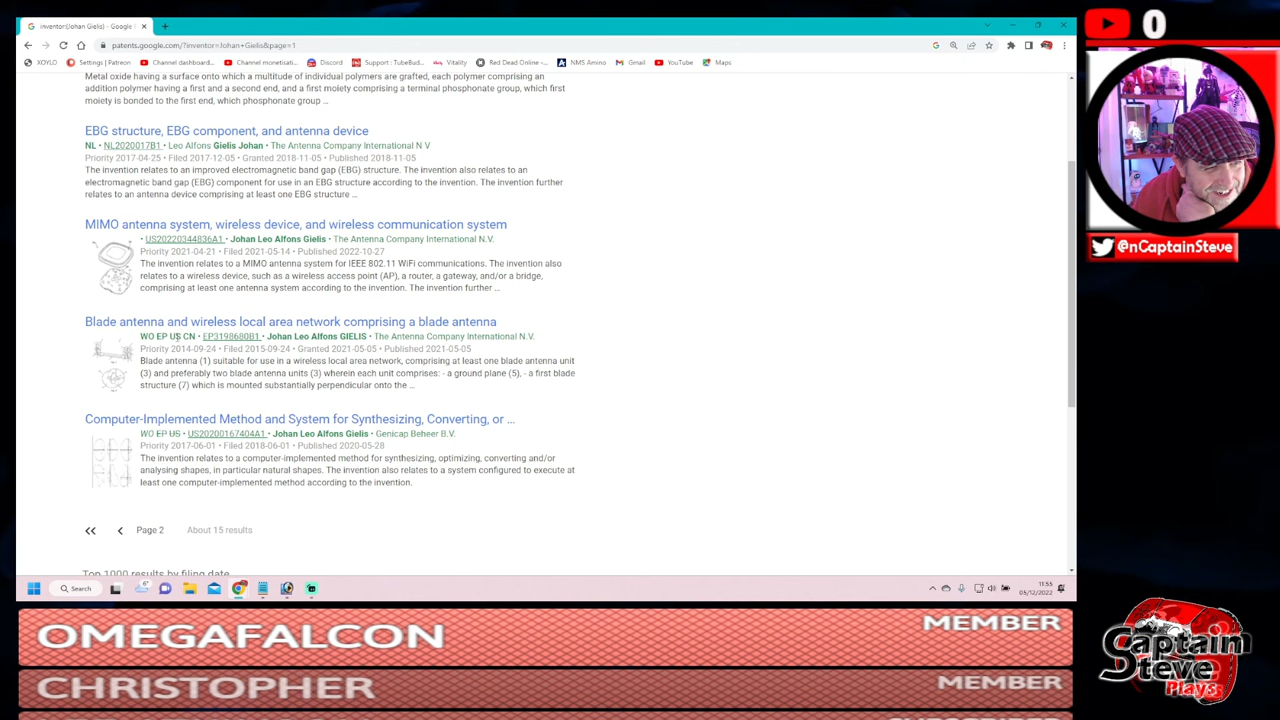 inventor:(Johan Gielis) - Google P
0
patents.google.com/?inventor=Johan+Gielis&page=1
XOYLO
Settings | Patreon
Channel dashboard...
Channel monetisati...
Discord
Support : TubeBud...
Vitality
Red Dead Online –...
NMS Amino
Gmail
YouTube
Maps
Metal oxide having a surface onto which a multitude of individual polymers are grafted, each polymer comprising an
addition polymer having a first and a second end, and a first moiety comprising a terminal phosphonate group, which first
moiety is bonded to the first end, which phosphonate group ...
EBG structure, EBG component, and antenna device
NL • NL2020017B1 • Leo Alfons Gielis Johan • The Antenna Company International N V
Priority 2017-04-25 • Filed 2017-12-05 • Granted 2018-11-05 • Published 2018-11-05
The invention relates to an improved electromagnetic band gap (EBG) structure. The invention also relates to an
electromagnetic band gap (EBG) component for use in an EBG structure according to the invention. The invention further
relates to an antenna device comprising at least one EBG structure ...
MIMO antenna system, wireless device, and wireless communication system
• US20220344836A1 • Johan Leo Alfons Gielis • The Antenna Company International N.V.
Priority 2021-04-21 • Filed 2021-05-14 • Published 2022-10-27
The invention relates to a MIMO antenna system for IEEE 802.11 WiFi communications. The invention also
relates to a wireless device, such as a wireless access point (AP), a router, a gateway, and/or a bridge,
comprising at least one antenna system according to the invention. The invention further ...
Blade antenna and wireless local area network comprising a blade antenna
WO EP US CN • EP3198680B1 • Johan Leo Alfons GIELIS • The Antenna Company International N.V.
Priority 2014-09-24 • Filed 2015-09-24 • Granted 2021-05-05 • Published 2021-05-05
Blade antenna (1) suitable for use in a wireless local area network, comprising at least one blade antenna unit
(3) and preferably two blade antenna units (3) wherein each unit comprises: - a ground plane (5), - a first blade
structure (7) which is mounted substantially perpendicular onto the ...
Computer-Implemented Method and System for Synthesizing, Converting, or ...
WO EP US • US20200167404A1 • Johan Leo Alfons Gielis • Genicap Beheer B.V.
Priority 2017-06-01 • Filed 2018-06-01 • Published 2020-05-28
The invention relates to a computer-implemented method for synthesizing, optimizing, converting and/or
analysing shapes, in particular natural shapes. The invention also relates to a system configured to execute at
least one computer-implemented method according to the invention.
Page 2
About 15 results
Top 1000 results by filing date
@nCaptainSteve
Search
6°
11:55
05/12/2022
OMEGAFALCON
MEMBER
CHRISTOPHER
MEMBER
Captain
Steve
Plays